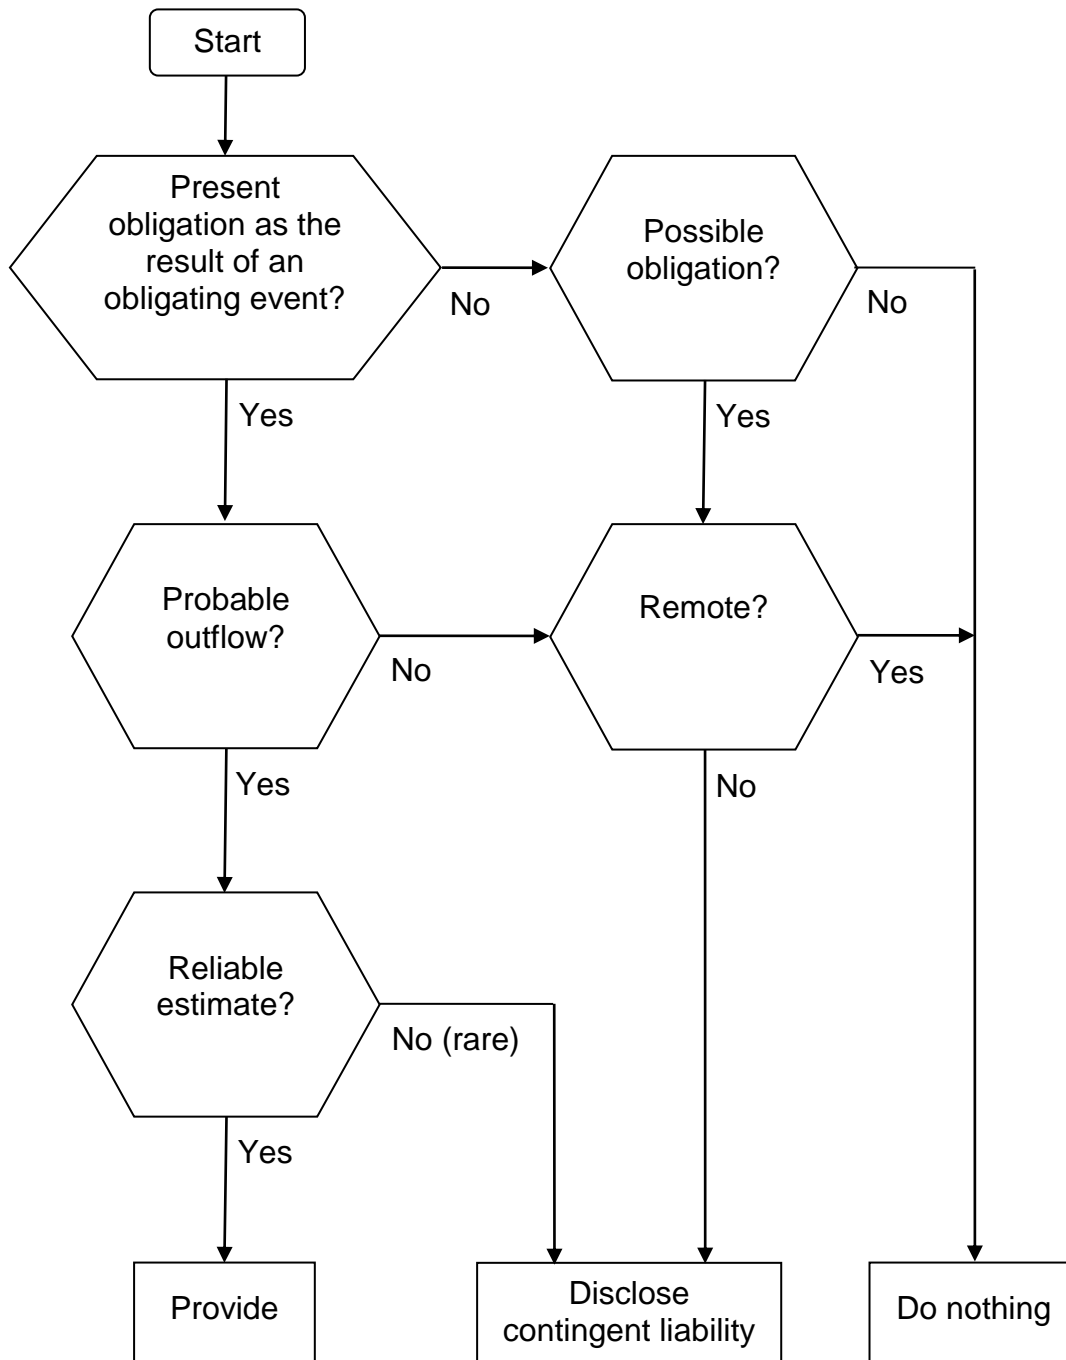 Start
Present
obligation as the
result of an
obligating event?
No
Possible
obligation?
No
Yes
Yes
Probable
outflow?
No
Remote?
Yes
Yes
No
Reliable
estimate?
No (rare)
Yes
Provide
Disclose
contingent liability
Do nothing